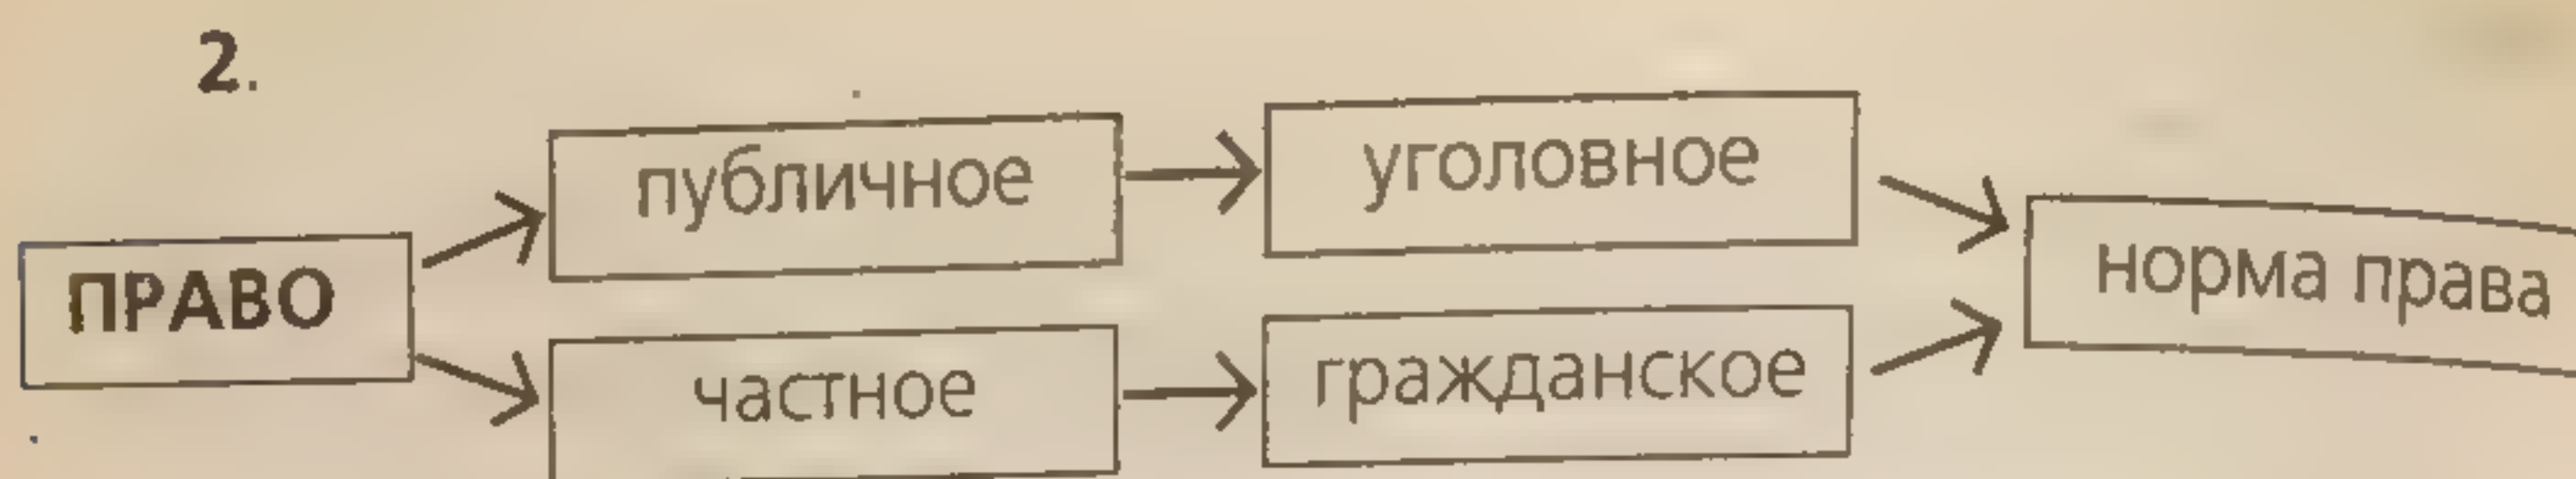 2.
публичное
уголовное
ПРАВО
норма права
частное
гражданское